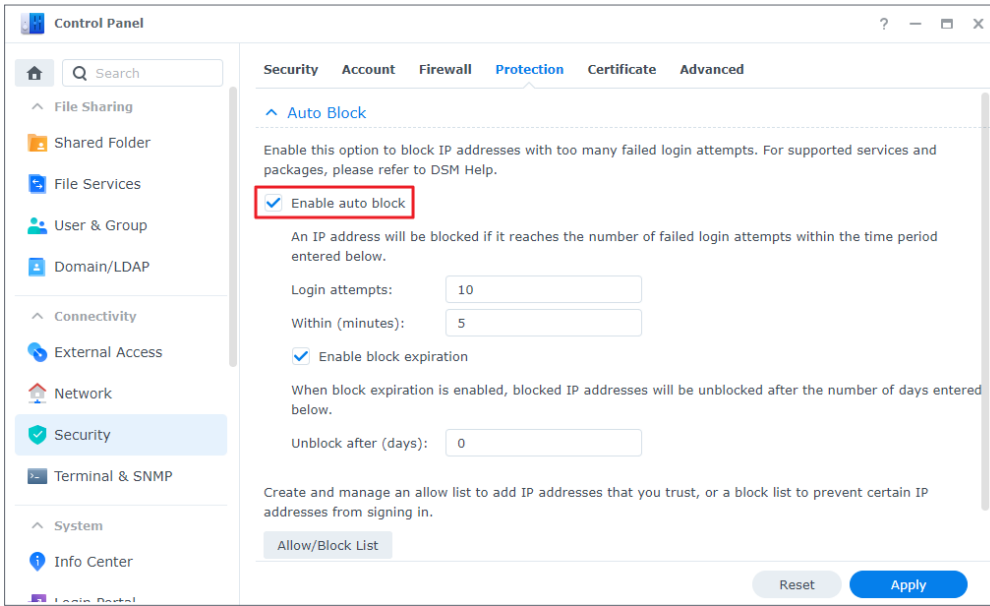 Control Panel
?
Search
File Sharing
Shared Folder
File Services
User & Group
Domain/LDAP
Connectivity
External Access
Network
Security
Terminal & SNMP
System
Info Center
Login Portal
Security Account Firewall Protection Certificate Advanced
Auto Block
Enable this option to block IP addresses with too many failed login attempts. For supported services and
packages, please refer to DSM Help.
Enable auto block
An IP address will be blocked if it reaches the number of failed login attempts within the time period
entered below.
Login attempts: 10
Within (minutes): 5
Enable block expiration
When block expiration is enabled, blocked IP addresses will be unblocked after the number of days entered
below.
Unblock after (days): 0
Create and manage an allow list to add IP addresses that you trust, or a block list to prevent certain IP
addresses from signing in.
Allow/Block List
Reset Apply